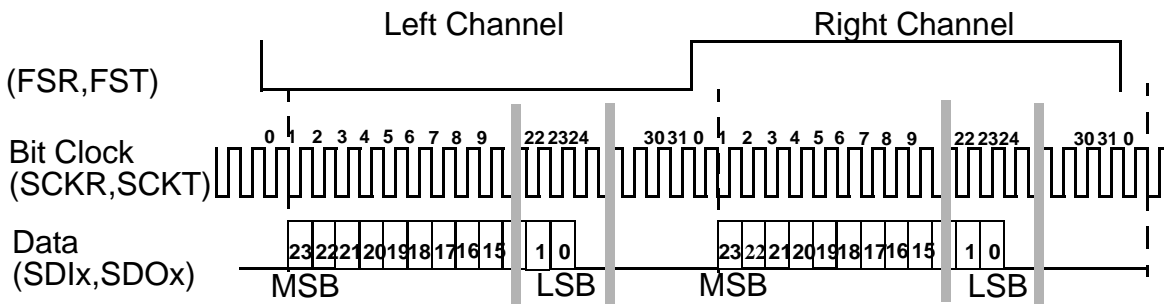 Left Channel Right Channel
(FSR,FST)
0 1 2 3 4 5 6 7 8 9 22 23 24 30 31 0 1 2 3 4 5 6 7 8 9 22 23 24 30 31 0
Bit Clock
(SCKR,SCKT)
Data
23 22 21 20 19 18 17 16 15 1 0 23 22 21 20 19 18 17 16 15 1 0
(SDIx,SDOx)
MSB LSB MSB LSB